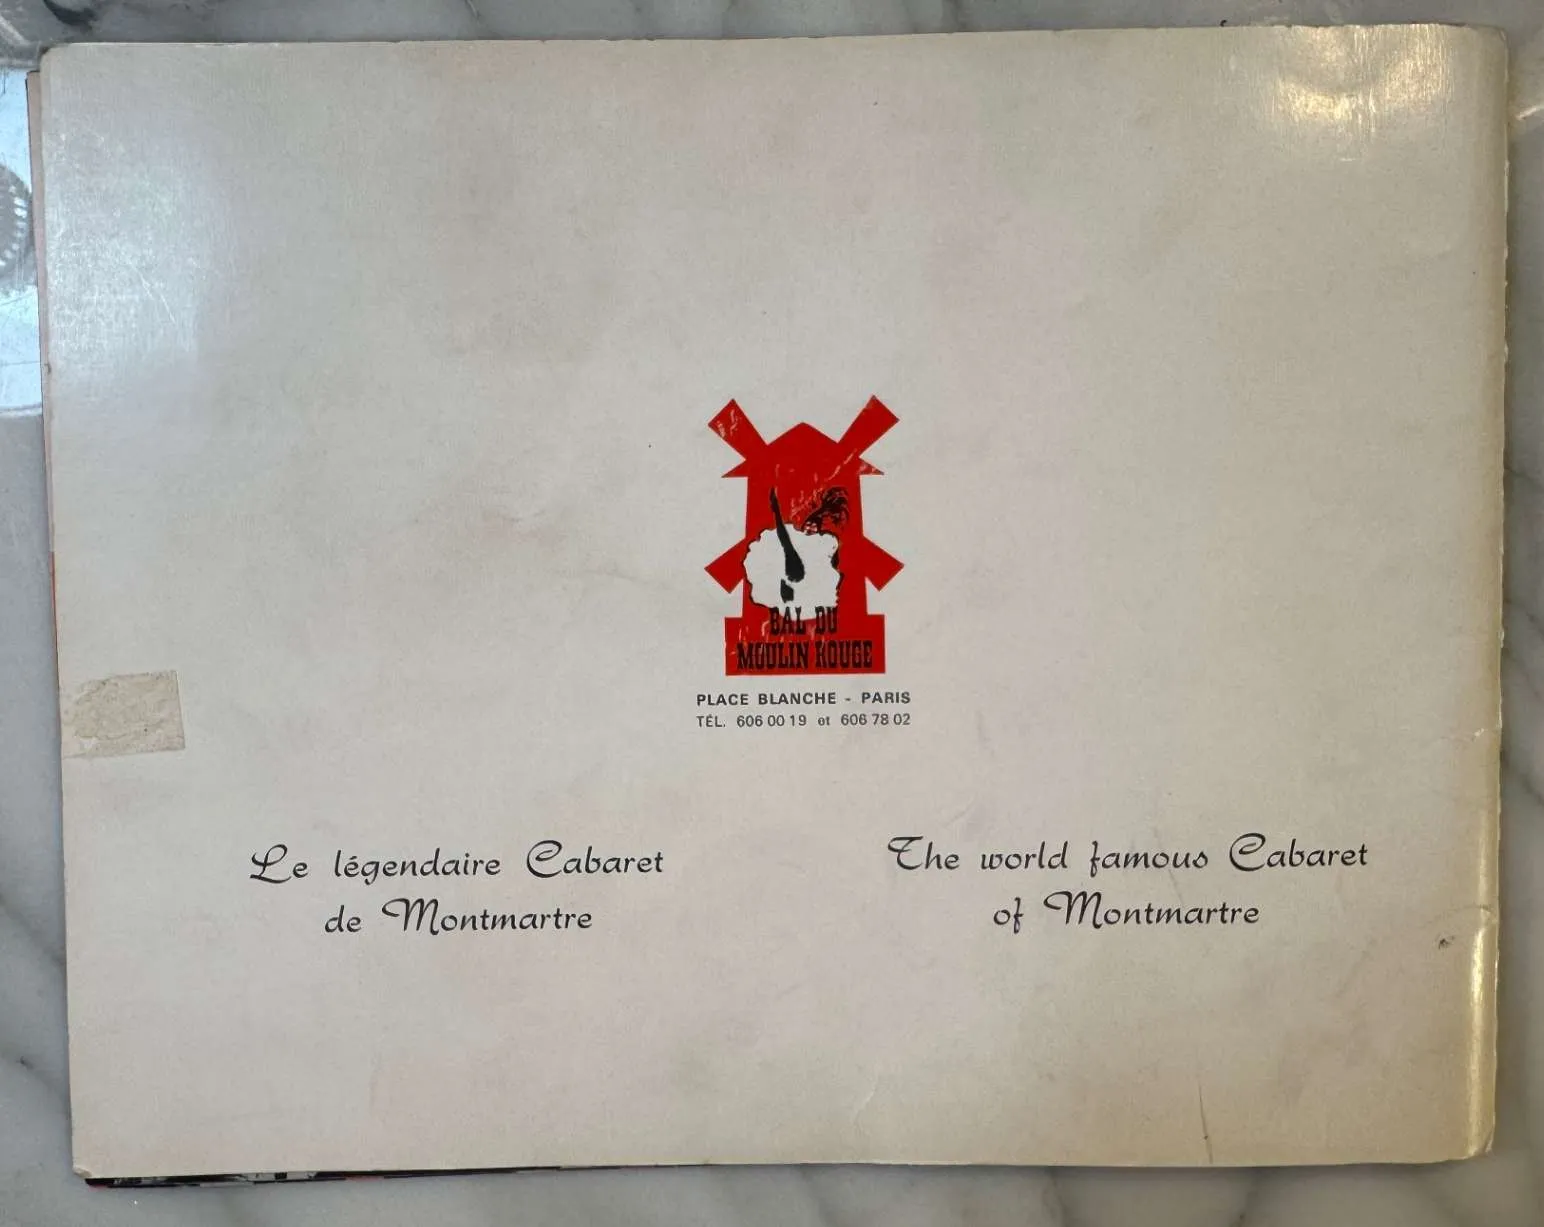 BAL DU
MOULIN ROUGE
PLACE BLANCHE - PARIS
TÉL. 606 00 19 et 606 78 02
Le légendaire Cabaret
de Montmartre
The world famous Cabaret
of Montmartre